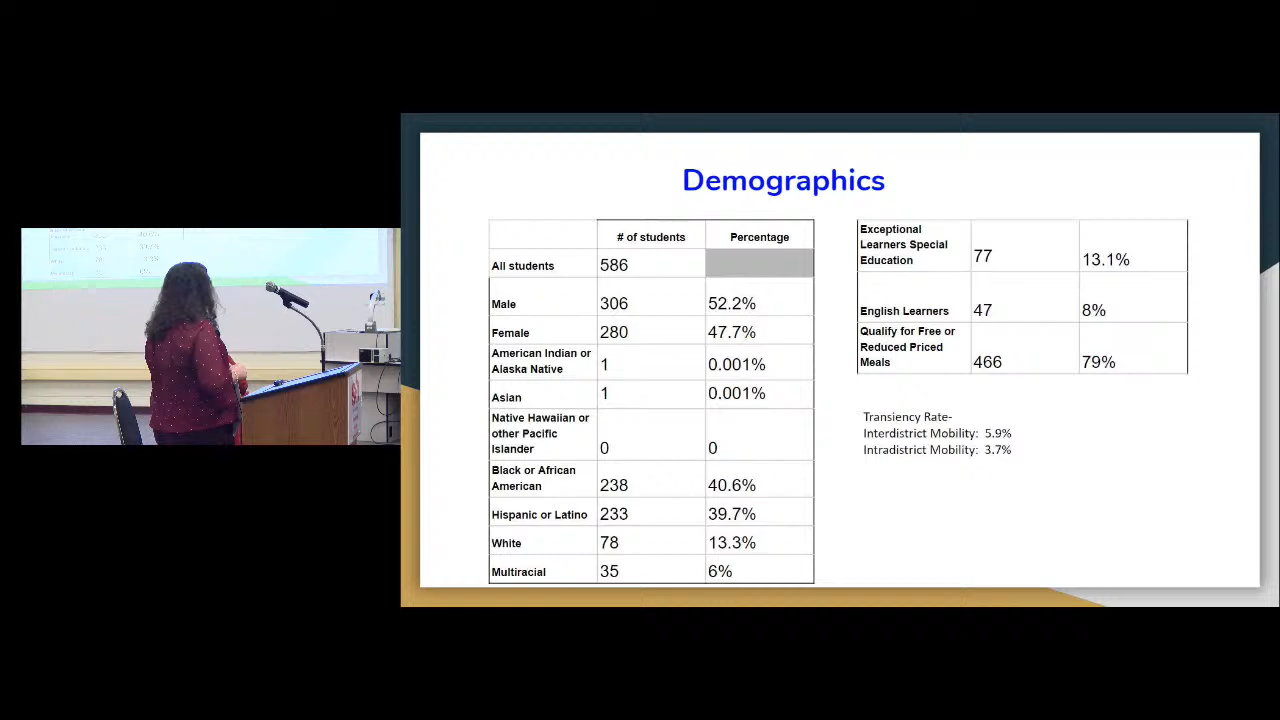 Demographics
# of students Percentage
All students 586
Male 306 52.2%
Female 280 47.7%
American Indian or
Alaska Native 1 0.001%
Asian 1 0.001%
Native Hawaiian or
other Pacific
Islander 0 0
Black or African
American 238 40.6%
Hispanic or Latino 233 39.7%
White 78 13.3%
Multiracial 35 6%
Exceptional
Learners Special
Education 77 13.1%
English Learners 47 8%
Qualify for Free or
Reduced Priced
Meals 466 79%
Transiency Rate-
Interdistrict Mobility: 5.9%
Intradistrict Mobility: 3.7%